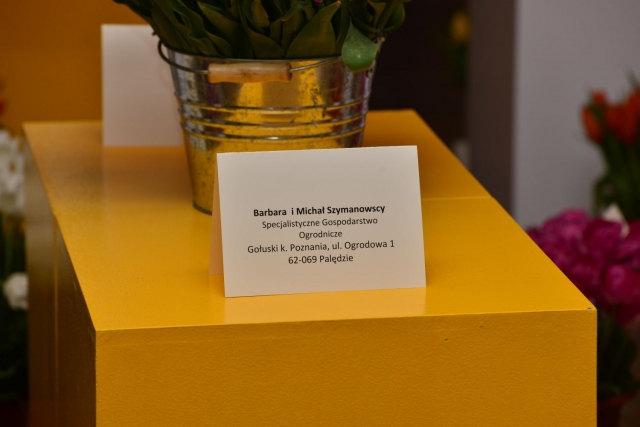 Barbara i Michał Szymanowscy
Specjalistyczne Gospodarstwo
Ogrodnicze
Gołuski k. Poznania, ul. Ogrodowa 1
62-069 Palędzie